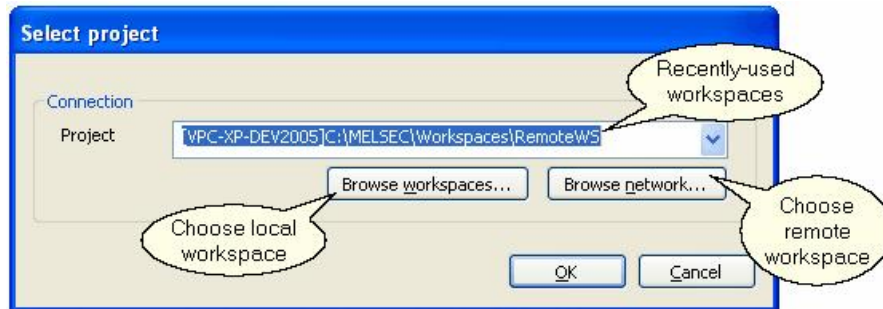 Select project
Recently-used
workspaces
Connection
Project
[VPC-XP-DEV2005]C:\MELSEC\Workspaces\RemoteWS
Browse workspaces...
Browse network...
Choose local
workspace
Choose
remote
workspace
OK
Cancel